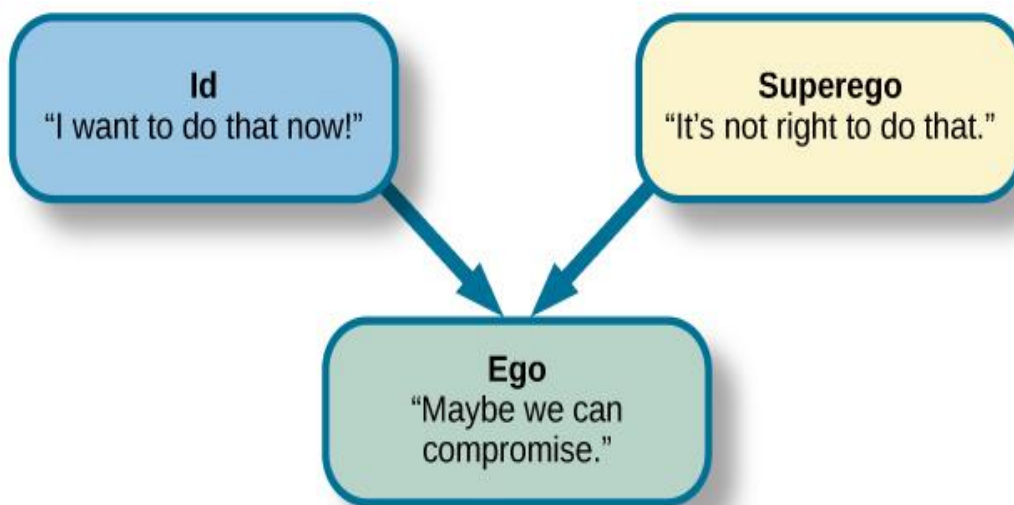 Id
“I want to do that now!”
Superego
“It’s not right to do that.”
Ego
“Maybe we can
compromise.”